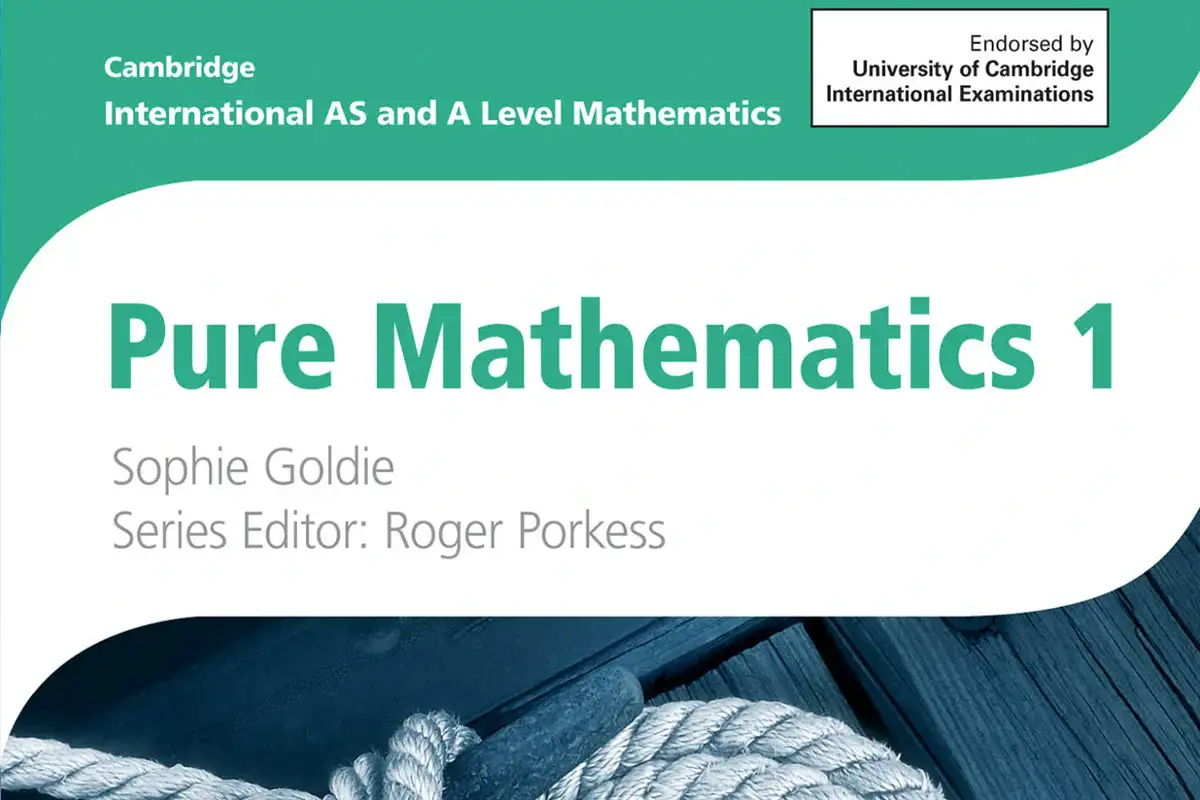 Cambridge
International AS and A Level Mathematics
Endorsed by
University of Cambridge
International Examinations
Pure Mathematics 1
Sophie Goldie
Series Editor: Roger Porkess